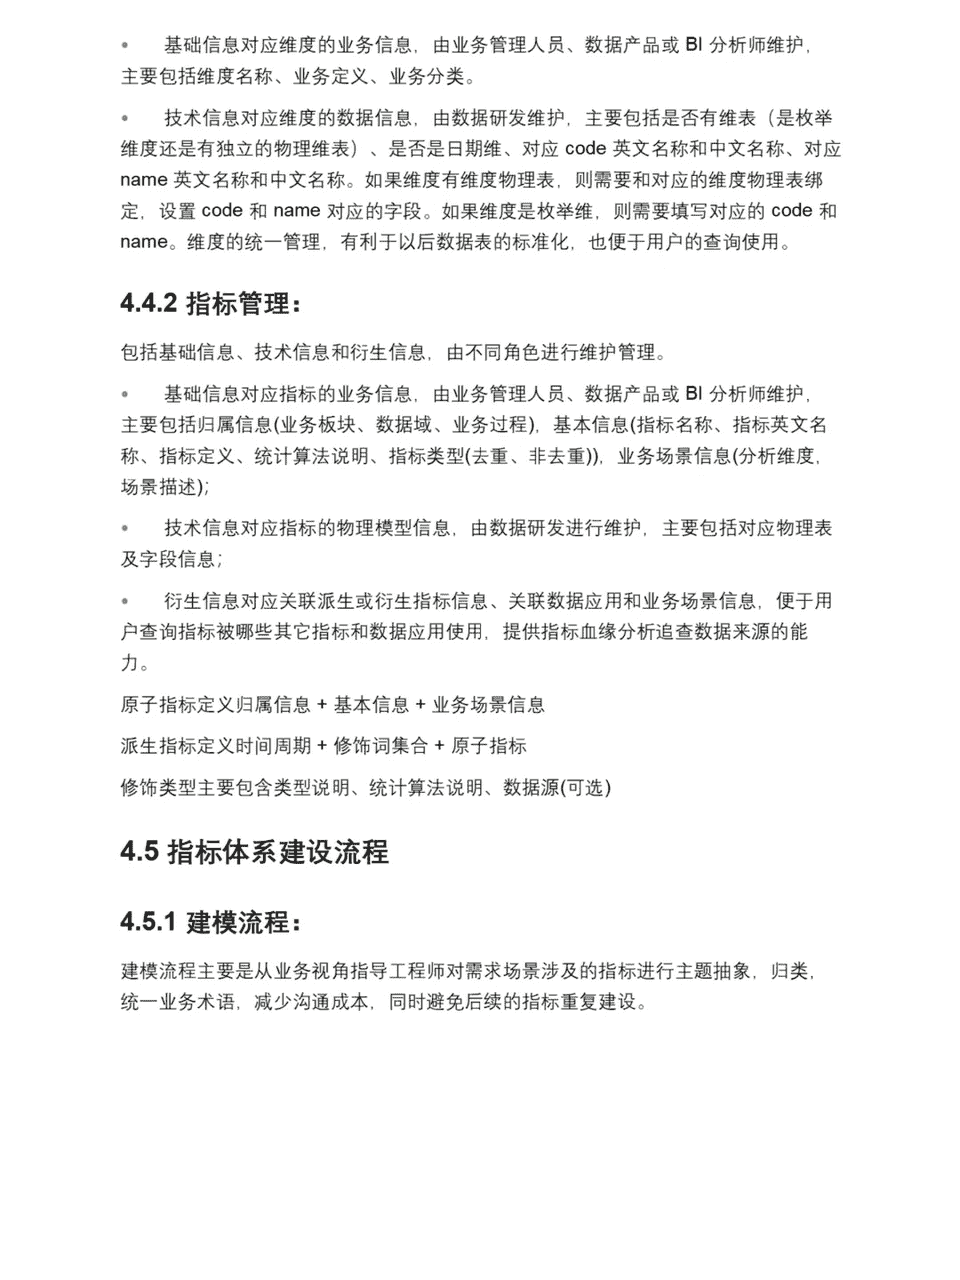 • 基础信息对应维度的业务信息，由业务管理人员、数据产品或 BI 分析师维护，
主要包括维度名称、业务定义、业务分类。
• 技术信息对应维度的数据信息，由数据研发维护，主要包括是否有维表（是枚举
维度还是有独立的物理维表）、是否是日期维、对应 code 英文名称和中文名称、对应
name 英文名称和中文名称。如果维度有维度物理表，则需要和对应的维度物理表绑
定，设置 code 和 name 对应的字段。如果维度是枚举维，则需要填写对应的 code 和
name。维度的统一管理，有利于以后数据表的标准化，也便于用户的查询使用。
4.4.2 指标管理：
包括基础信息、技术信息和衍生信息，由不同角色进行维护管理。
• 基础信息对应指标的业务信息，由业务管理人员、数据产品或 BI 分析师维护，
主要包括归属信息(业务板块、数据域、业务过程)，基本信息(指标名称、指标英文名
称、指标定义、统计算法说明、指标类型(去重、非去重))，业务场景信息(分析维度，
场景描述)；
• 技术信息对应指标的物理模型信息，由数据研发进行维护，主要包括对应物理表
及字段信息；
• 衍生信息对应关联派生或衍生指标信息、关联数据应用和业务场景信息，便于用
户查询指标被哪些其它指标和数据应用使用，提供指标血缘分析追查数据来源的能
力。
原子指标定义归属信息 + 基本信息 + 业务场景信息
派生指标定义时间周期 + 修饰词集合 + 原子指标
修饰类型主要包含类型说明、统计算法说明、数据源(可选)
4.5 指标体系建设流程
4.5.1 建模流程：
建模流程主要是从业务视角指导工程师对需求场景涉及的指标进行主题抽象，归类，
统一业务术语，减少沟通成本，同时避免后续的指标重复建设。